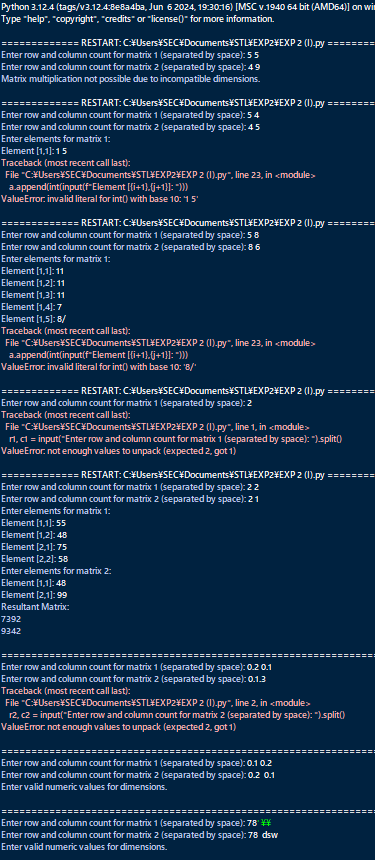 Python 3.12.4 (tags/v3.12.4:8e8a4ba, Jun  6 2024, 19:30:16) [MSC v.1940 64 bit (AMD64)] on
Type "help", "copyright", "credits" or "license()" for more information.
============= RESTART: C:¥Users¥SEC¥Documents¥STL¥EXP2¥EXP 2 (I).py ========
Enter row and column count for matrix 1 (separated by space): 5 5
Enter row and column count for matrix 2 (separated by space): 4 9
Matrix multiplication not possible due to incompatible dimensions.
============= RESTART: C:¥Users¥SEC¥Documents¥STL¥EXP2¥EXP 2 (I).py ========
Enter row and column count for matrix 1 (separated by space): 5 4
Enter row and column count for matrix 2 (separated by space): 4 5
Enter elements for matrix 1:
Element [1,1]: 1 5
Traceback (most recent call last):
File "C:¥Users¥SEC¥Documents¥STL¥EXP2¥EXP 2 (I).py", line 23, in <module>
a.append(int(input(f"Element [{i+1},{j+1}]: ")))
ValueError: invalid literal for int() with base 10: '1 5'
============= RESTART: C:¥Users¥SEC¥Documents¥STL¥EXP2¥EXP 2 (I).py ========
Enter row and column count for matrix 1 (separated by space): 5 8
Enter row and column count for matrix 2 (separated by space): 8 6
Enter elements for matrix 1:
Element [1,1]: 11
Element [1,2]: 11
Element [1,3]: 11
Element [1,4]: 7
Element [1,5]: 8/
Traceback (most recent call last):
File "C:¥Users¥SEC¥Documents¥STL¥EXP2¥EXP 2 (I).py", line 23, in <module>
a.append(int(input(f"Element [{i+1},{j+1}]: ")))
ValueError: invalid literal for int() with base 10: '8/'
============= RESTART: C:¥Users¥SEC¥Documents¥STL¥EXP2¥EXP 2 (I).py ========
Enter row and column count for matrix 1 (separated by space): 2
Traceback (most recent call last):
File "C:¥Users¥SEC¥Documents¥STL¥EXP2¥EXP 2 (I).py", line 1, in <module>
r1, c1 = input("Enter row and column count for matrix 1 (separated by space): ").split()
ValueError: not enough values to unpack (expected 2, got 1)
============= RESTART: C:¥Users¥SEC¥Documents¥STL¥EXP2¥EXP 2 (I).py ========
Enter row and column count for matrix 1 (separated by space): 2 2
Enter row and column count for matrix 2 (separated by space): 2 1
Enter elements for matrix 1:
Element [1,1]: 55
Element [1,2]: 48
Element [2,1]: 75
Element [2,2]: 58
Enter elements for matrix 2:
Element [1,1]: 48
Element [2,1]: 99
Resultant Matrix:
7392
9342
================================================================
Enter row and column count for matrix 1 (separated by space): 0.2 0.1
Enter row and column count for matrix 2 (separated by space): 0.1.3
Traceback (most recent call last):
File "C:¥Users¥SEC¥Documents¥STL¥EXP2¥EXP 2 (I).py", line 2, in <module>
r2, c2 = input("Enter row and column count for matrix 2 (separated by space): ").split()
ValueError: not enough values to unpack (expected 2, got 1)
================================================================
Enter row and column count for matrix 1 (separated by space): 0.1 0.2
Enter row and column count for matrix 2 (separated by space): 0.2  0.1
Enter valid numeric values for dimensions.
================================================================
Enter row and column count for matrix 1 (separated by space): 78' ¥¥
Enter row and column count for matrix 2 (separated by space): 78  dsw
Enter valid numeric values for dimensions.